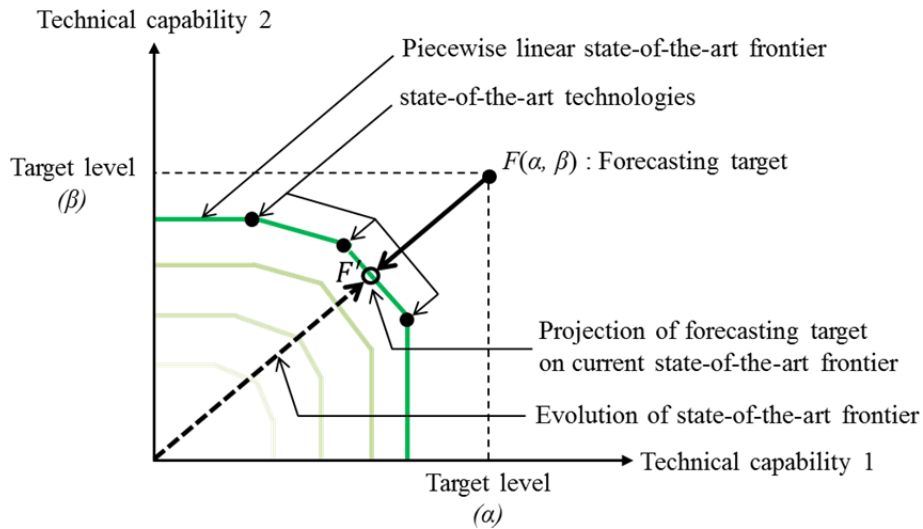 Technical capability 2
Piecewise linear state-of-the-art frontier
state-of-the-art technologies
Target level
(β)
F(α, β) : Forecasting target
F'
Projection of forecasting target
on current state-of-the-art frontier
Evolution of state-of-the-art frontier
Technical capability 1
Target level
(α)